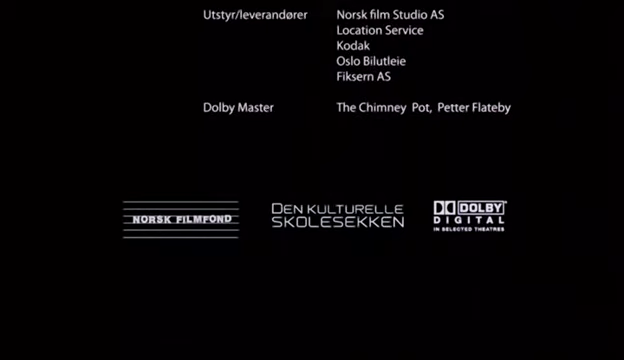 Utstyr/leverandører Norsk film Studio AS
Location Service
Kodak
Oslo Bilutleie
Fiksern AS
Dolby Master The Chimney Pot, Petter Flateby
NORSK FILMFOND
DEN KULTURELLE
SKOLESEKKEN
DOLBY
DIGITAL
IN SELECTED THEATRES